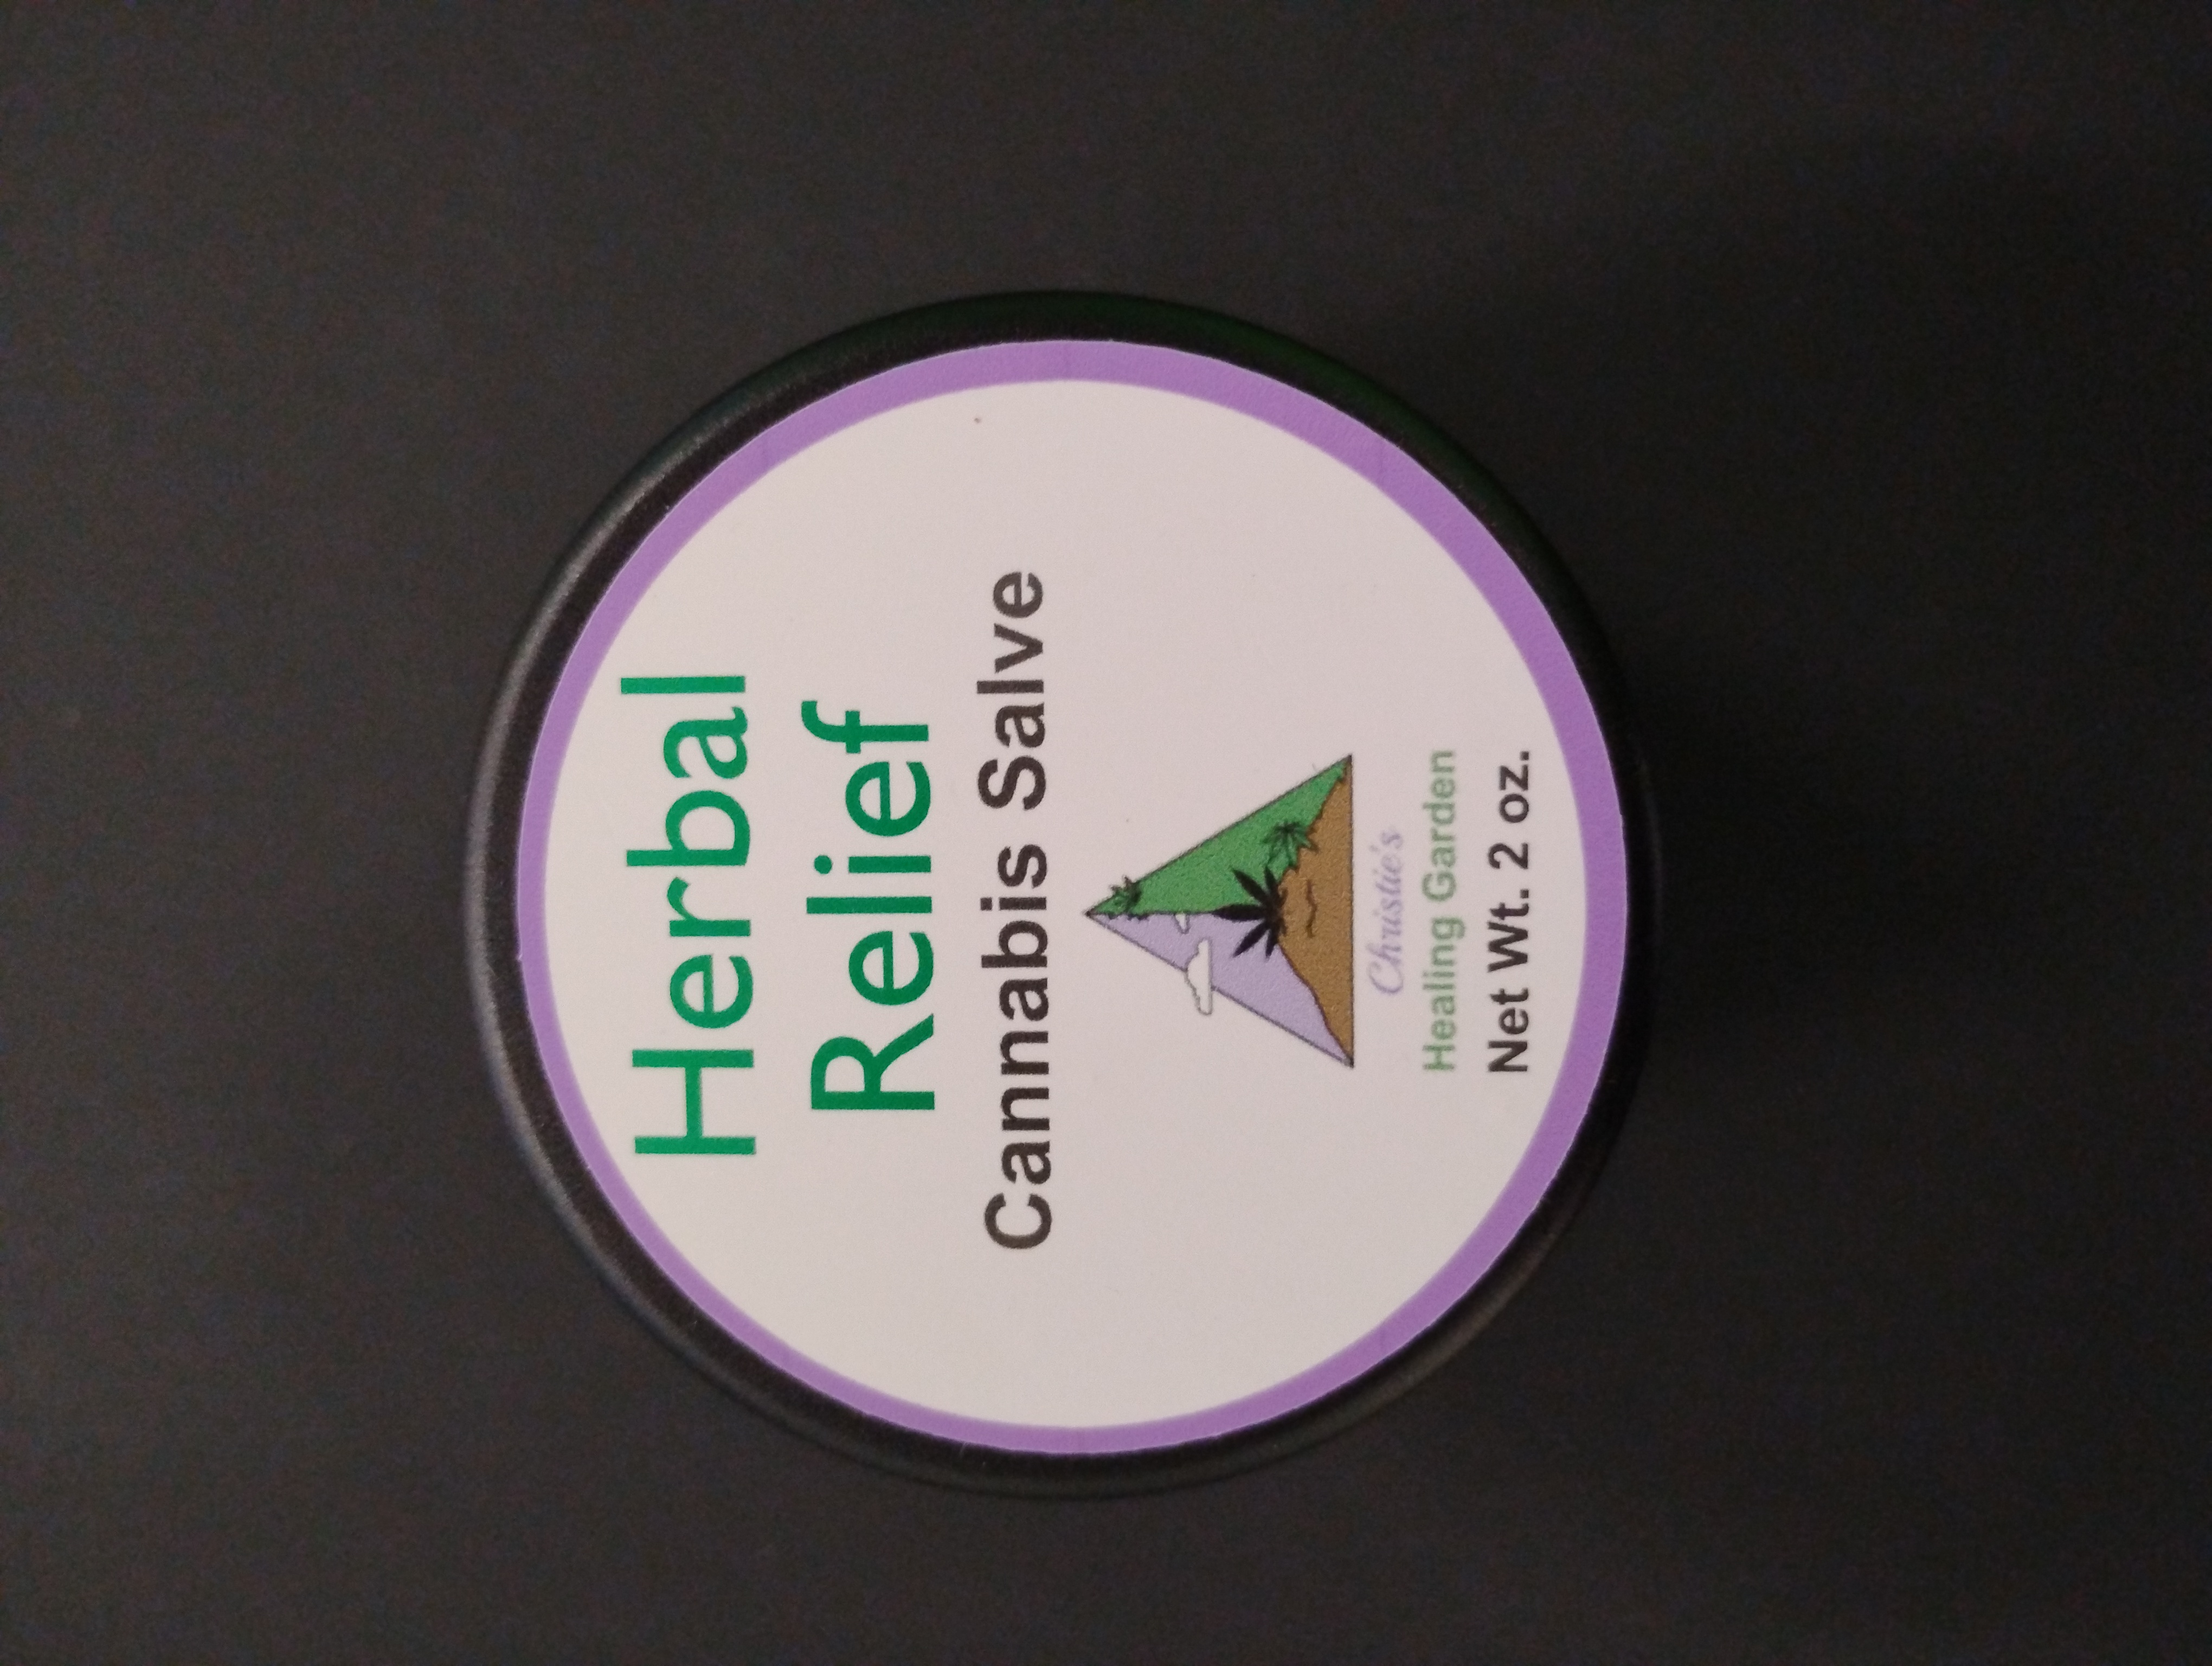 Herbal
Relief
Cannabis Salve
Christie's
Healing Garden
Net Wt. 2 oz.